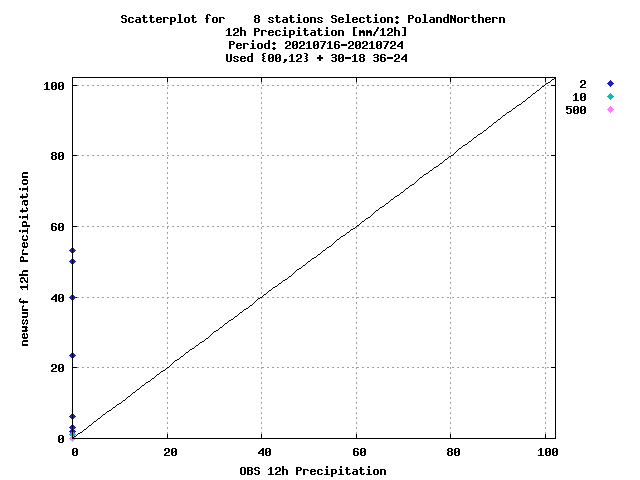 Scatterplot for    8 stations Selection: PolandNorthern
12h Precipitation [mm/12h]
Period: 20210716-20210724
Used {00,12} + 30-18 36-24
2
10
500
100
80
60
40
20
0
newsurf 12h Precipitation
0 20 40 60 80 100
OBS 12h Precipitation